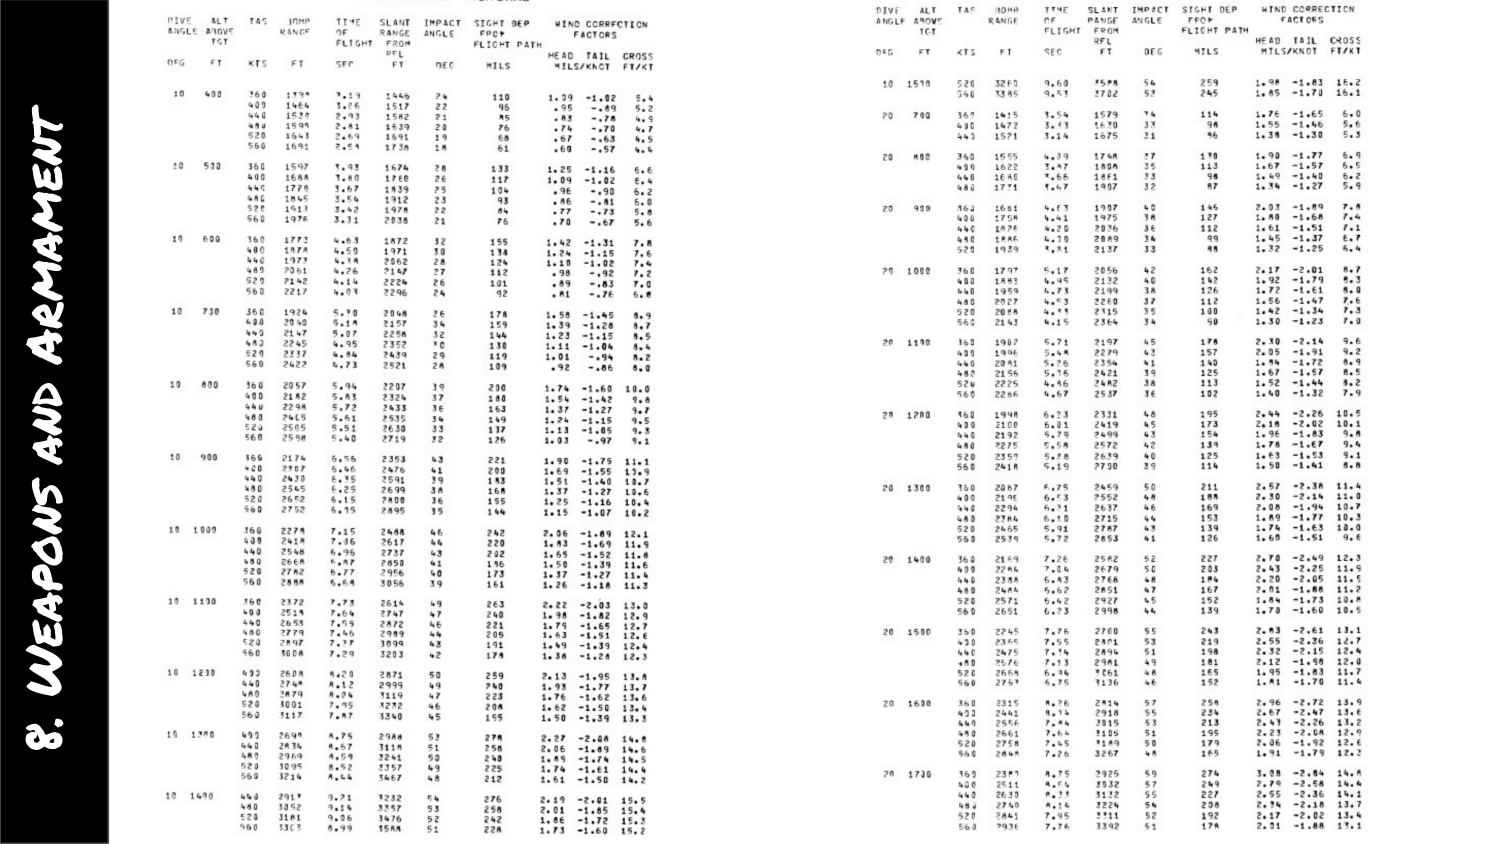 8. WEAPONS AND ARMAMENT
DIVE ALT TAS BOMB TIME SLANT IMPACT SIGHT DEP WIND CORRECTION
ANGLE ABOVE RANGE OF RANGE ANGLE FROM FACTORS
TGT FLIGHT FROM FLIGHT PATH
REL HEAD TAIL CROSS
DEG FT KTS FT SEC FT DEG MILS MILS/KNOT FT/KT
10 400 360 1399 3.19 1446 24 110 1.09 -1.02 5.4
400 1464 3.06 1517 22 96 .95 -.89 5.2
440 2.93 1582 21 85 .83 -.78 4.9
480 1599 2.81 1639 20 76 .74 -.70 4.7
520 1643 2.69 1691 19 68 .67 -.63 4.5
560 1691 1738 18 61 .60 -.57 4.4
10 500 360 1597 3.93 1674 28 133 1.25 -1.16 6.6
400 1688 3.80 1760 26 117 1.09 -1.02 6.4
440 1770 3.67 1839 25 104 .96 -.90 6.2
480 1845 3.54 1912 23 93 .86 -.81 6.0
520 1913 3.42 1978 22 84 .77 -.73 5.8
560 1976 3.31 2038 21 76 .70 -.67 5.6
10 600 360 1773 4.63 1872 32 155 1.42 -1.31 7.8
400 1878 4.50 1971 30 138 1.24 -1.15 7.6
440 1973 4.38 2062 28 124 1.10 -1.02 7.4
480 2061 4.26 2147 27 112 .98 -.92 7.2
520 2142 4.14 2224 26 101 .89 -.83 7.0
560 2217 4.03 2296 24 92 .81 -.76 6.8
10 700 360 1924 5.30 2048 36 178 1.58 -1.45 8.9
400 2040 5.18 2157 34 159 1.39 -1.28 8.7
440 2147 5.07 2258 32 144 1.23 -1.15 8.5
480 2245 4.95 2352 30 130 1.11 -1.04 8.4
520 2337 4.84 2439 29 119 1.01 -.94 8.2
560 2422 4.73 2521 28 109 .92 -.86 8.0
10 800 360 2057 5.94 2207 39 200 1.74 -1.60 10.0
400 2182 5.83 2324 37 180 1.54 -1.42 9.8
440 2298 5.72 2433 36 163 1.37 -1.27 9.7
480 2405 5.61 2535 34 149 1.24 -1.15 9.5
520 2505 5.51 2630 33 137 1.13 -1.05 9.3
560 2598 5.40 2719 32 126 1.03 -.97 9.1
10 900 360 2174 6.56 2353 43 221 1.90 -1.75 11.1
400 2307 6.46 2476 41 200 1.69 -1.55 10.9
440 2430 6.35 2591 39 183 1.51 -1.40 10.7
480 2545 6.25 2699 38 168 1.37 -1.27 10.6
520 2652 6.15 2800 36 155 1.25 -1.16 10.4
560 2752 6.05 2895 35 144 1.15 -1.07 10.2
10 1000 360 2278 7.15 2488 46 242 2.06 -1.89 12.1
400 2418 7.06 2617 44 220 1.83 -1.69 11.9
440 2548 6.96 2737 43 202 1.65 -1.52 11.8
480 2668 6.87 2850 41 186 1.50 -1.39 11.6
520 2782 6.77 2956 40 173 1.37 -1.27 11.4
560 2888 6.68 3056 39 161 1.26 -1.18 11.3
10 1100 360 2372 7.73 2614 49 263 2.22 -2.03 13.0
400 2518 7.64 2747 47 240 1.98 -1.82 12.9
440 2653 7.55 2872 46 221 1.79 -1.65 12.7
480 2779 7.46 2989 44 205 1.63 -1.51 12.6
520 2897 7.37 3099 43 191 1.49 -1.39 12.4
560 3008 7.29 3203 42 178 1.38 -1.28 12.3
10 1200 400 2608 8.20 2871 50 259 2.13 -1.95 13.8
440 2748 8.12 2999 49 240 1.93 -1.77 13.7
480 2879 8.04 3119 47 223 1.76 -1.62 13.6
520 3001 7.95 3232 46 208 1.62 -1.50 13.4
560 3117 7.87 3340 45 195 1.50 -1.39 13.3
10 1300 400 2690 8.75 2988 53 278 2.27 -2.08 14.8
440 2834 8.67 3118 51 258 2.06 -1.89 14.6
480 2969 8.59 3241 50 240 1.89 -1.74 14.5
520 3095 8.52 3357 49 225 1.74 -1.61 14.4
560 3214 8.44 3467 48 212 1.61 -1.50 14.2
10 1400 440 2913 9.21 3232 54 276 2.19 -2.01 15.5
480 3052 9.14 3357 53 258 2.01 -1.85 15.4
520 3181 9.06 3476 52 242 1.86 -1.72 15.3
560 3303 8.99 3588 51 228 1.73 -1.60 15.2
DIVE ALT TAS BOMB TIME SLANT IMPACT SIGHT DEP WIND CORRECTION
ANGLE ABOVE RANGE OF RANGE ANGLE FROM FACTORS
TGT FLIGHT FROM FLIGHT PATH
REL HEAD TAIL CROSS
DEG FT KTS FT SEC FT DEG MILS MILS/KNOT FT/KT
10 1500 520 3260 9.60 3588 54 259 1.98 -1.83 16.2
560 3385 9.53 3702 53 245 1.85 -1.70 16.1
20 700 360 1415 3.54 1579 34 114 1.76 -1.65 6.0
400 1472 3.33 1630 33 98 1.55 -1.46 5.6
440 1521 3.14 1675 31 86 1.38 -1.30 5.3
20 800 360 1555 4.09 1748 37 130 1.90 -1.77 6.9
400 1622 3.87 1808 35 113 1.67 -1.57 6.5
440 1680 3.66 1861 33 98 1.49 -1.40 6.2
480 1731 3.47 1907 32 87 1.34 -1.27 5.9
20 900 360 1681 4.63 1907 40 146 2.03 -1.89 7.8
400 1758 4.41 1975 38 127 1.80 -1.68 7.4
440 1826 4.20 2036 36 112 1.61 -1.51 7.1
480 1886 2089 34 99 1.45 -1.37 6.7
520 1939 3.81 2137 33 88 1.32 -1.25 6.4
20 1000 360 1797 5.17 2056 42 162 2.17 -2.01 8.7
400 1883 4.95 2132 40 142 1.92 -1.79 8.3
440 1959 4.73 2199 38 126 1.72 -1.61 8.0
480 2027 4.53 2260 37 112 1.56 -1.47 7.6
520 2088 4.33 2315 35 100 1.42 -1.34 7.3
560 2143 4.15 2364 34 90 1.30 -1.23 7.0
20 1100 360 1902 5.71 2197 45 178 2.30 -2.14 9.6
400 1996 5.48 2279 43 157 2.05 -1.91 9.2
440 2081 5.26 2354 41 140 1.84 -1.72 8.9
480 2156 2421 39 125 1.67 -1.57 8.5
520 2225 4.86 2482 38 113 1.52 -1.44 8.2
560 2286 4.67 2537 36 102 1.40 -1.32 7.9
20 1200 360 1998 6.23 2331 48 195 2.44 -2.26 10.5
400 2100 6.01 2419 45 173 2.18 -2.02 10.1
440 2192 5.79 2499 43 154 1.96 -1.83 9.8
480 2275 5.58 2572 42 139 1.78 -1.67 9.4
520 2350 5.38 2639 40 125 1.63 -1.53 9.1
560 2418 5.19 2700 39 114 1.50 -1.41 8.8
20 1300 360 2087 6.75 2459 50 211 2.57 -2.38 11.4
400 2196 6.53 2552 48 188 2.30 -2.14 11.0
440 2294 6.31 2637 46 169 2.08 -1.94 10.7
480 2384 6.10 2715 44 153 1.89 -1.77 10.3
520 2465 5.91 2787 43 139 1.74 -1.63 10.0
560 2539 5.72 2853 41 126 1.60 -1.51 9.6
20 1400 360 2169 7.26 2582 52 227 2.70 -2.49 12.3
400 2284 7.04 2679 50 203 2.43 -2.25 11.9
440 2388 6.83 2768 48 184 2.20 -2.05 11.5
480 2484 6.62 2851 47 167 2.01 -1.88 11.2
520 2571 6.42 2927 45 152 1.84 -1.73 10.8
560 2651 6.23 2998 44 139 1.70 -1.60 10.5
20 1500 360 2245 7.76 2700 55 243 2.83 -2.61 13.1
400 2365 7.55 2801 53 219 2.55 -2.36 12.7
440 2475 7.34 2894 51 198 2.32 -2.15 12.4
480 2576 7.13 2981 49 181 2.12 -1.98 12.0
520 2668 6.94 3061 48 165 1.95 -1.83 11.7
560 2753 6.75 3136 46 152 1.81 -1.70 11.4
20 1600 360 2315 8.26 2814 57 258 2.96 -2.72 13.9
400 2441 2918 55 234 2.67 -2.47 13.6
440 2556 7.84 3015 53 213 2.43 -2.26 13.2
480 2661 7.64 3105 51 195 2.23 -2.08 12.9
520 2758 7.45 3189 50 179 2.06 -1.92 12.6
560 2848 7.26 3267 48 165 1.91 -1.79 12.3
20 1700 360 2381 8.75 2925 59 274 3.08 -2.84 14.8
400 2511 8.54 3032 57 249 2.79 -2.58 14.4
440 2630 8.33 3132 55 227 2.55 -2.36 14.1
480 2740 8.14 3224 54 208 2.34 -2.18 13.7
520 2841 7.95 3311 52 192 2.17 -2.02 13.4
560 2936 7.76 3392 51 178 2.01 -1.88 13.1